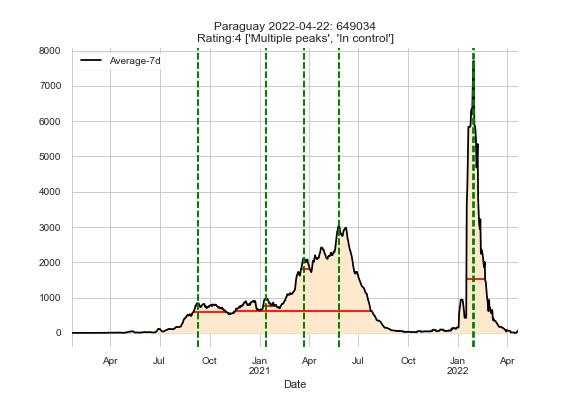 Paraguay 2022-04-22: 649034
Rating:4 ['Multiple peaks', 'In control']
8000
Average-7d
7000
6000
5000
4000
3000
2000
1000
0
Apr Jul Oct Jan Apr Jul Oct Jan Apr
2021 2022
Date